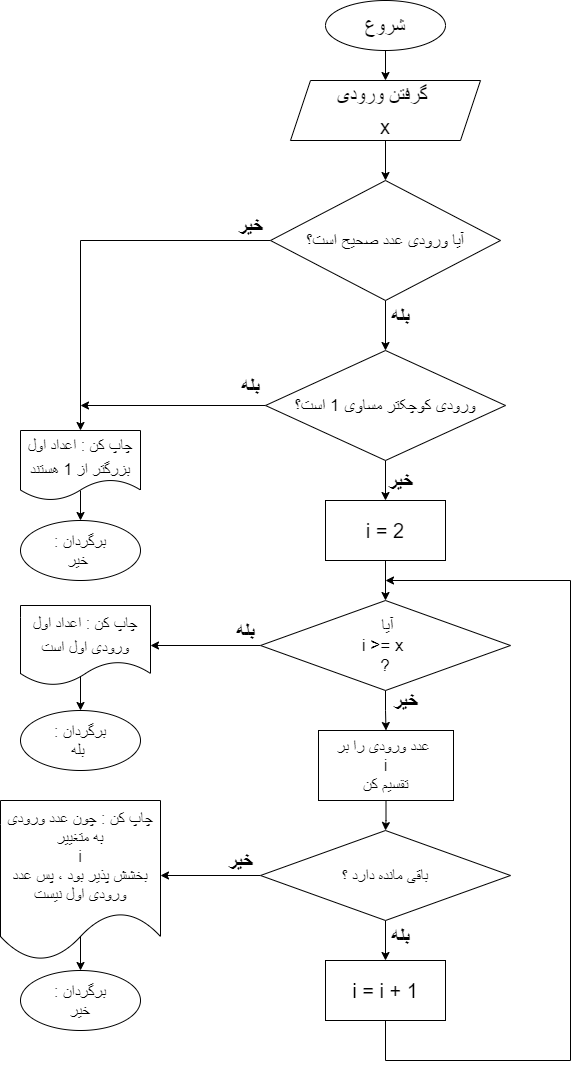 شروع
گرفتن ورودی
x
آیا ورودی عدد صحیح است؟
خیر
بله
ورودی کوچکتر مساوی 1 است؟
بله
خیر
چاپ کن : اعداد اول
بزرگتر از 1 هستند
برگردان :
خیر
i = 2
آیا
i >= x
?
بله
خیر
چاپ کن : اعداد اول
ورودی اول است
برگردان :
بله
عدد ورودی را بر
i
تقسیم کن
باقی مانده دارد ؟
خیر
بله
چاپ کن : چون عدد ورودی
به متغییر
i
بخشش پذیر بود ، پس عدد
ورودی اول نیست
برگردان :
خیر
i = i + 1